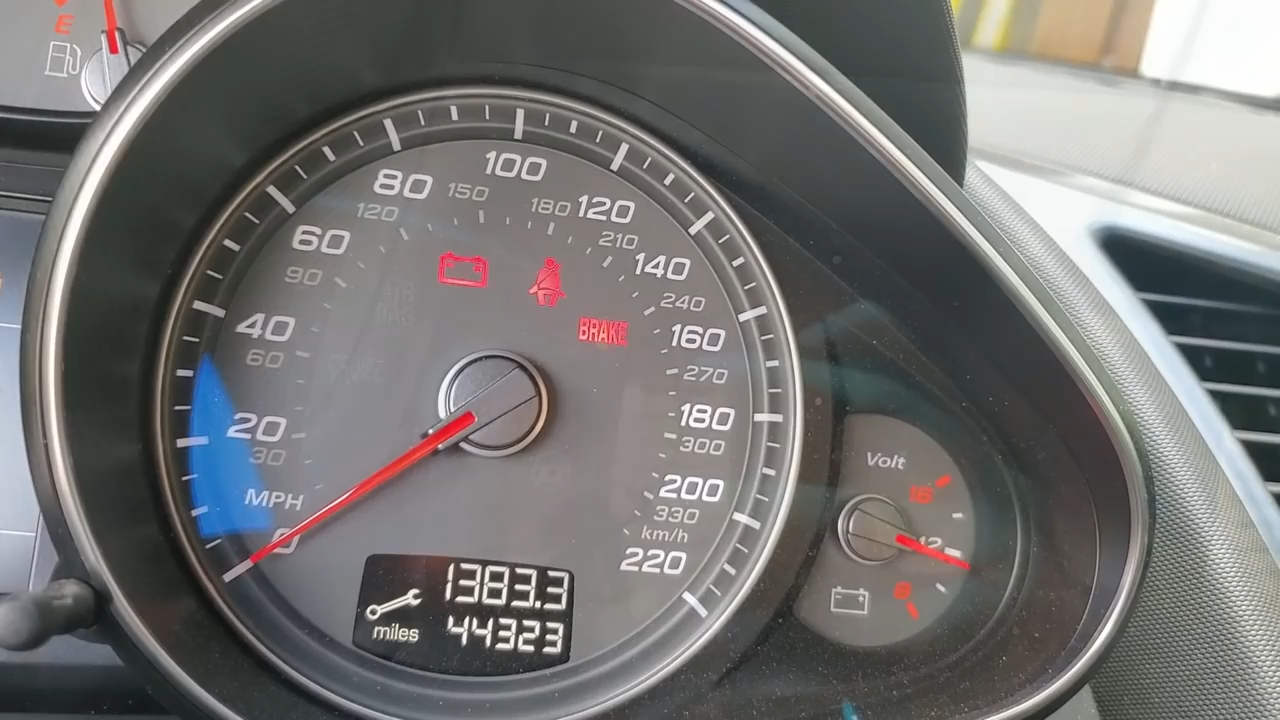 E
100
80 150
120 180 120
60 210
140
90 240
40 BRAKE 160
60 270
20 180
30 300
MPH 200
330
0 km/h
220
1383.3
miles 44323
Volt
16
12
8